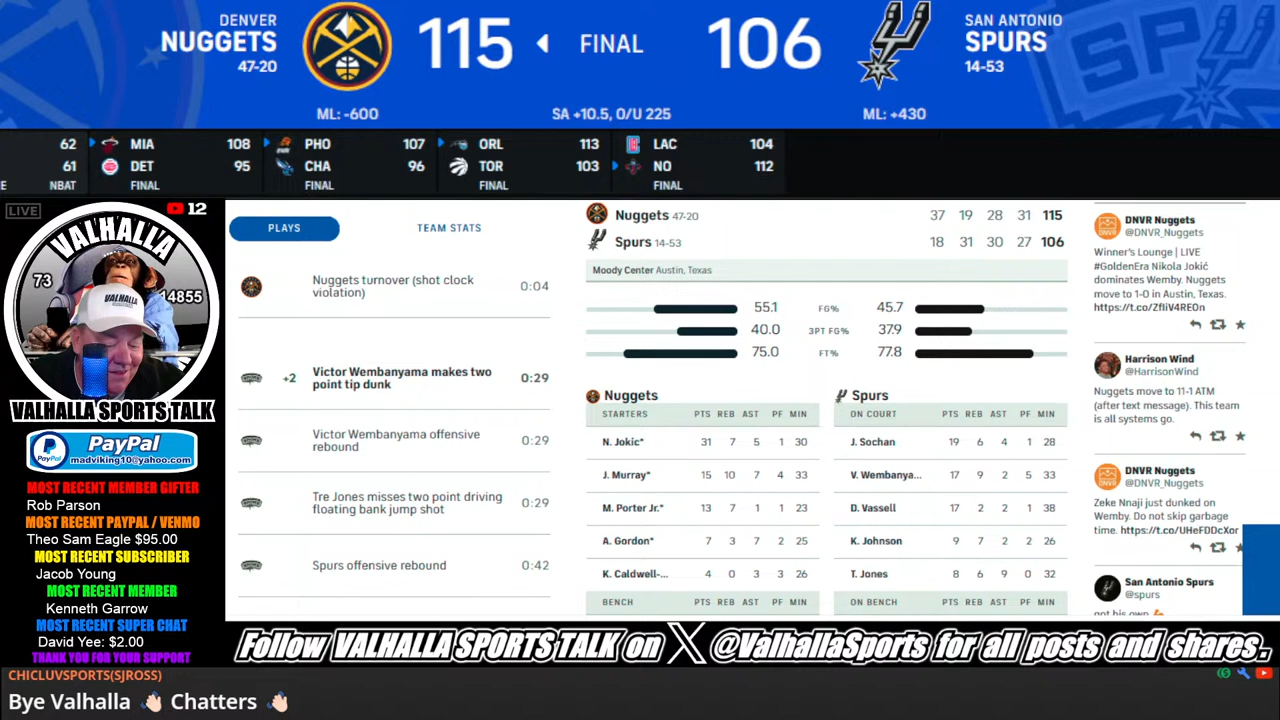 DENVER
NUGGETS
47-20
115
FINAL
106
SAN ANTONIO
SPURS
14-53
ML: -600
SA +10.5, O/U 225
ML: +430
62
MIA 108
PHO 107
ORL 113
LAC 104
61
DET 95
CHA 96
TOR 103
NO 112
E
NBAT
FINAL
FINAL
FINAL
FINAL
LIVE
12
VALHALLA
73
14855
VALHALLA
VALHALLA SPORTS TALK
PayPal
madviking10@yahoo.com
MOST RECENT MEMBER GIFTER
Rob Parson
MOST RECENT PAYPAL / VENMO
Theo Sam Eagle $95.00
MOST RECENT SUBSCRIBER
Jacob Young
MOST RECENT MEMBER
Kenneth Garrow
MOST RECENT SUPER CHAT
David Yee: $2.00
THANK YOU FOR YOUR SUPPORT
PLAYS
TEAM STATS
Nuggets turnover (shot clock
violation)
0:04
+2
Victor Wembanyama makes two
point tip dunk
0:29
Victor Wembanyama offensive
rebound
0:29
Tre Jones misses two point driving
floating bank jump shot
0:29
Spurs offensive rebound
0:42
Nuggets 47-20 37 19 28 31 115
Spurs 14-53 18 31 30 27 106
Moody Center Austin, Texas
55.1 FG% 45.7
40.0 3PT FG% 37.9
75.0 FT% 77.8
Nuggets
STARTERS PTS REB AST PF MIN
N. Jokic* 31 7 5 1 30
J. Murray* 15 10 7 4 33
M. Porter Jr.* 13 7 1 1 23
A. Gordon* 7 3 7 2 25
K. Caldwell-... 4 0 3 3 26
BENCH PTS REB AST PF MIN
Spurs
ON COURT PTS REB AST PF MIN
J. Sochan 19 6 4 1 28
V. Wembanya... 17 9 2 5 33
D. Vassell 17 2 2 1 38
K. Johnson 9 7 2 2 26
T. Jones 8 6 9 0 32
ON BENCH PTS REB AST PF MIN
DNVR Nuggets
@DNVR_Nuggets
Winner's Lounge | LIVE
#GoldenEra Nikola Jokić
dominates Wemby. Nuggets
move to 1-0 in Austin, Texas.
https://t.co/ZfIiV4REOn
Harrison Wind
@HarrisonWind
Nuggets move to 11-1 ATM
(after text message). This team
is all systems go.
DNVR Nuggets
@DNVR_Nuggets
Zeke Nnaji just dunked on
Wemby. Do not skip garbage
time. https://t.co/UHeFDDcXor
San Antonio Spurs
@spurs
got his own 💪
Follow VALHALLA SPORTS TALK on X @ValhallaSports for all posts and shares.
CHICLUVSPORTS(SJROSS)
Bye Valhalla 👋🏻 Chatters 👋🏻